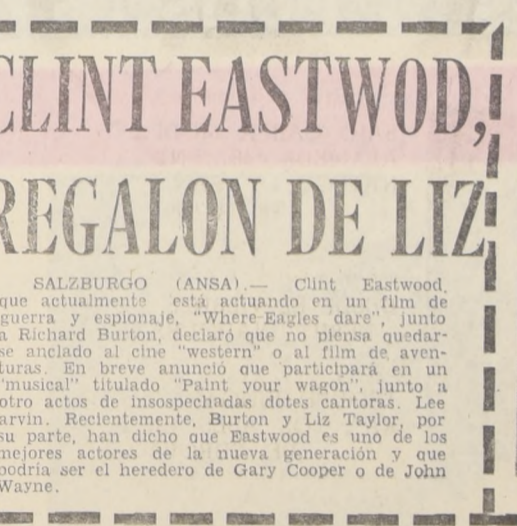 CLINT EASTWOD,
REGALON DE LIZ
SALZBURGO (ANSA).— Clint Eastwood,
que actualmente está actuando en un film de
guerra y espionaje, "Where Eagles dare", junto
a Richard Burton, declaró que no piensa quedar-
se anclado al cine "western" o al film de aven-
turas. En breve anunció que participará en un
"musical" titulado "Paint your wagon", junto a
otro actos de insospechadas dotes cantoras. Lee
arvin. Recientemente, Burton y Liz Taylor, por
su parte, han dicho que Eastwood es uno de los
mejores actores de la nueva generación y que
podría ser el heredero de Gary Cooper o de John
Wayne.